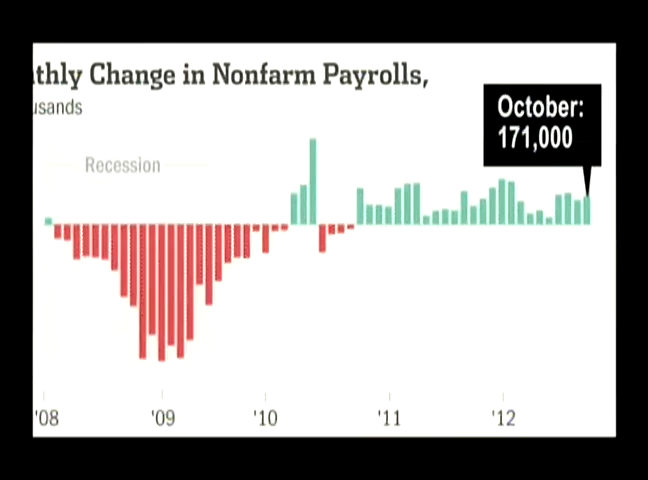 thly Change in Nonfarm Payrolls,
usands
October:
171,000
Recession
'08
'09
'10
'11
'12